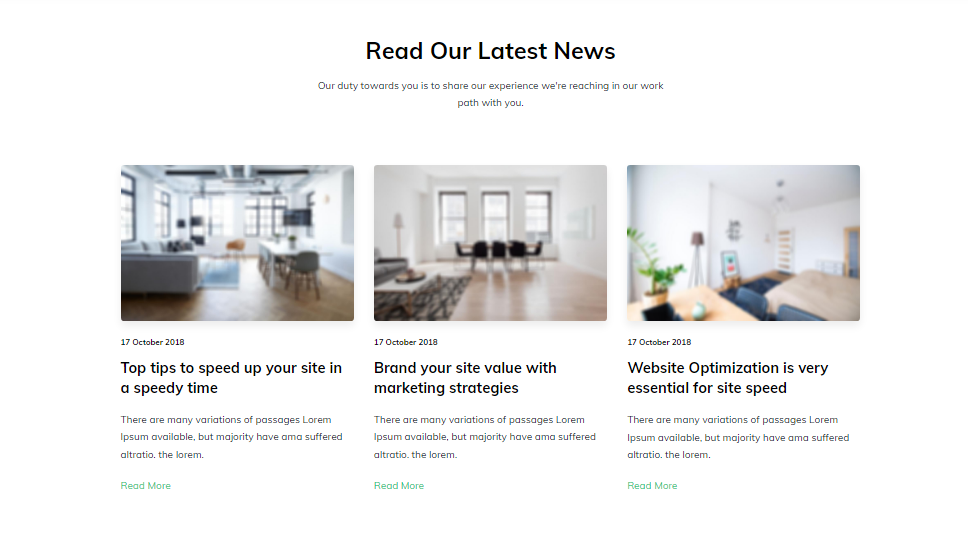 Read Our Latest News
Our duty towards you is to share our experience we're reaching in our work
path with you.
17 October 2018
Top tips to speed up your site in
a speedy time
There are many variations of passages Lorem
Ipsum available, but majority have ama suffered
altratio. the lorem.
Read More
17 October 2018
Brand your site value with
marketing strategies
There are many variations of passages Lorem
Ipsum available, but majority have ama suffered
altratio. the lorem.
Read More
17 October 2018
Website Optimization is very
essential for site speed
There are many variations of passages Lorem
Ipsum available, but majority have ama suffered
altratio. the lorem.
Read More